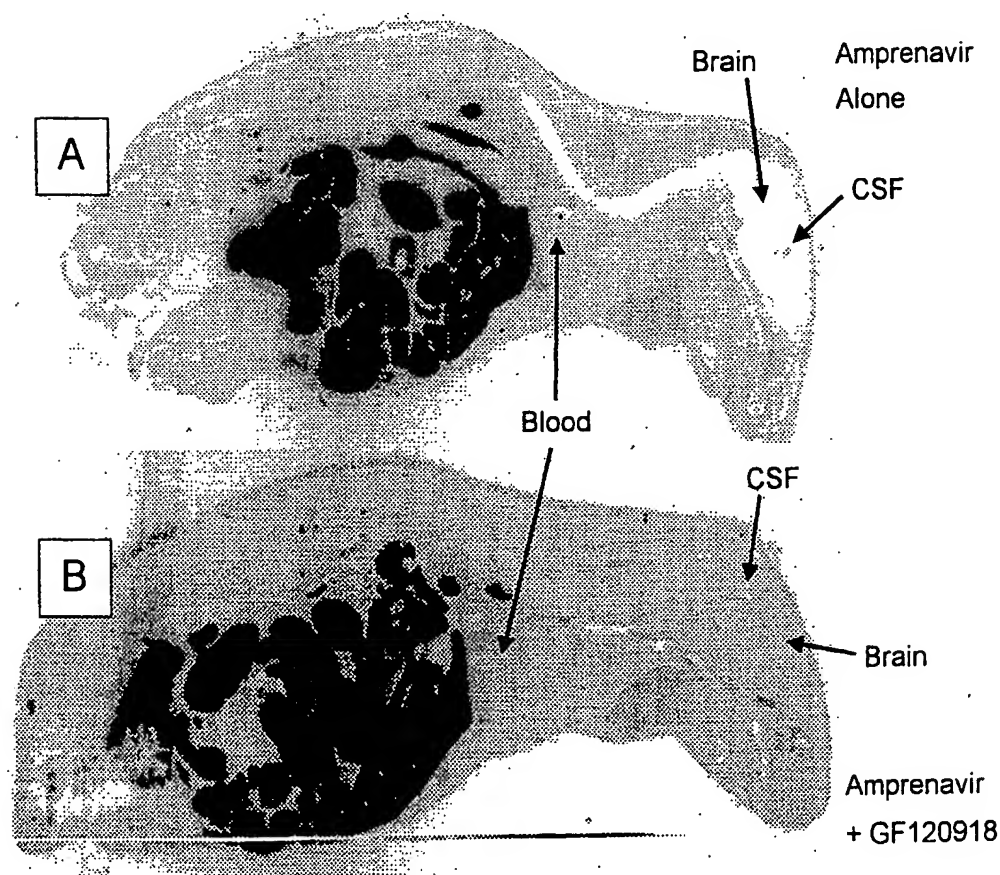 A
Brain
Amprenavir
Alone
CSF
Blood
B
CSF
Brain
Amprenavir
+ GF120918